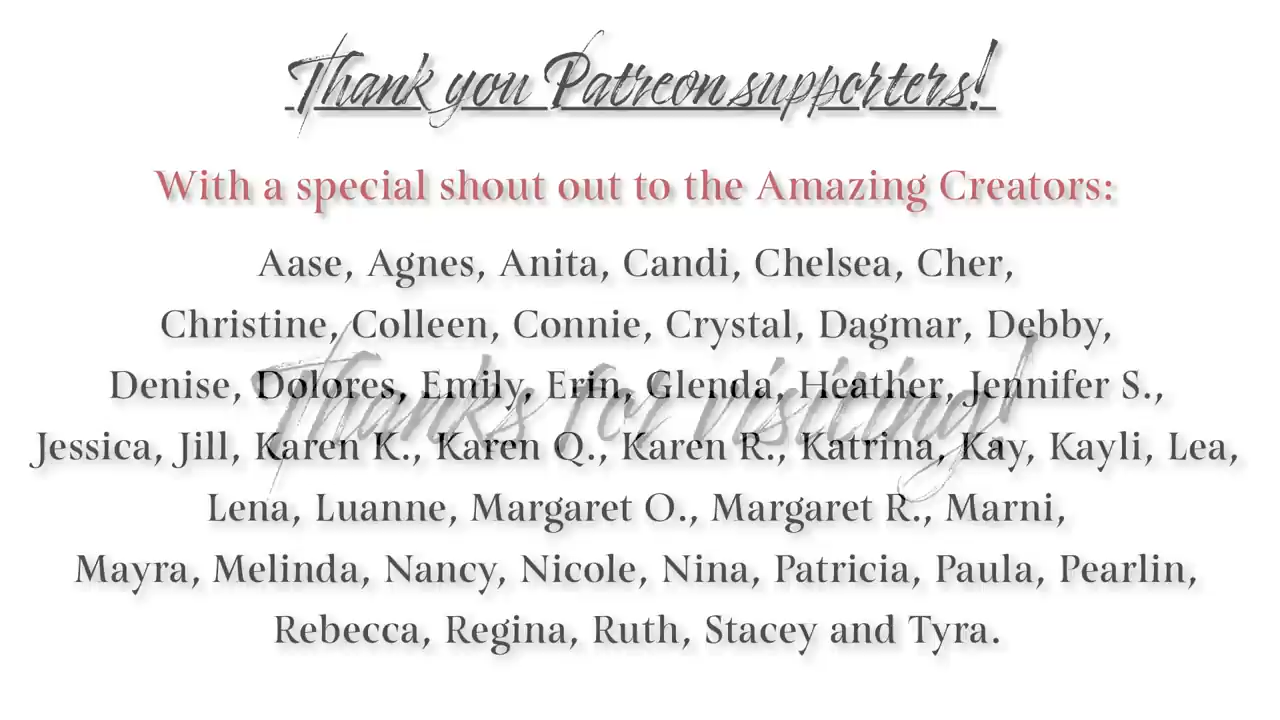 Thank you Patreon supporters!
With a special shout out to the Amazing Creators:
Aase, Agnes, Anita, Candi, Chelsea, Cher,
Christine, Colleen, Connie, Crystal, Dagmar, Debby,
Denise, Dolores, Emily, Erin, Glenda, Heather, Jennifer S.,
Thanks for visiting!
Jessica, Jill, Karen K., Karen Q., Karen R., Katrina, Kay, Kayli, Lea,
Lena, Luanne, Margaret O., Margaret R., Marni,
Mayra, Melinda, Nancy, Nicole, Nina, Patricia, Paula, Pearlin,
Rebecca, Regina, Ruth, Stacey and Tyra.